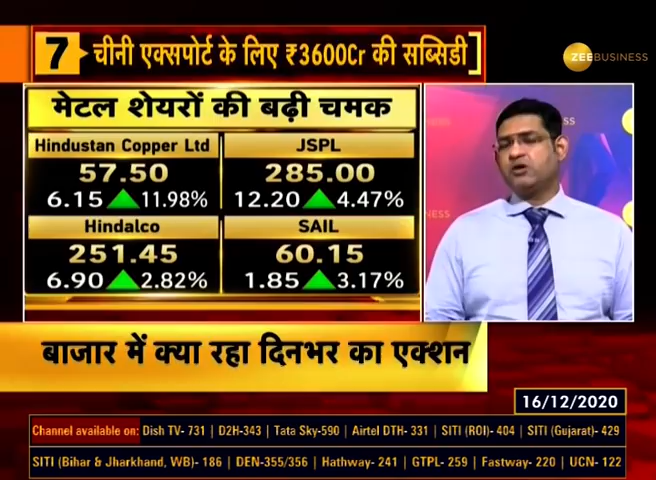 7 चीनी एक्सपोर्ट के लिए ₹3600Cr की सब्सिडी
ZEE BUSINESS
मेटल शेयरों की बढ़ी चमक
Hindustan Copper Ltd
57.50
6.15 ▲ 11.98%
JSPL
285.00
12.20 ▲ 4.47%
Hindalco
251.45
6.90 ▲ 2.82%
SAIL
60.15
1.85 ▲ 3.17%
बाजार में क्या रहा दिनभर का एक्शन
16/12/2020
Channel available on: Dish TV- 731 | D2H-343 | Tata Sky-590 | Airtel DTH- 331 | SITI (ROI)- 404 | SITI (Gujarat)- 429
SITI (Bihar & Jharkhand, WB)- 186 | DEN-355/356 | Hathway- 241 | GTPL- 259 | Fastway- 220 | UCN- 122